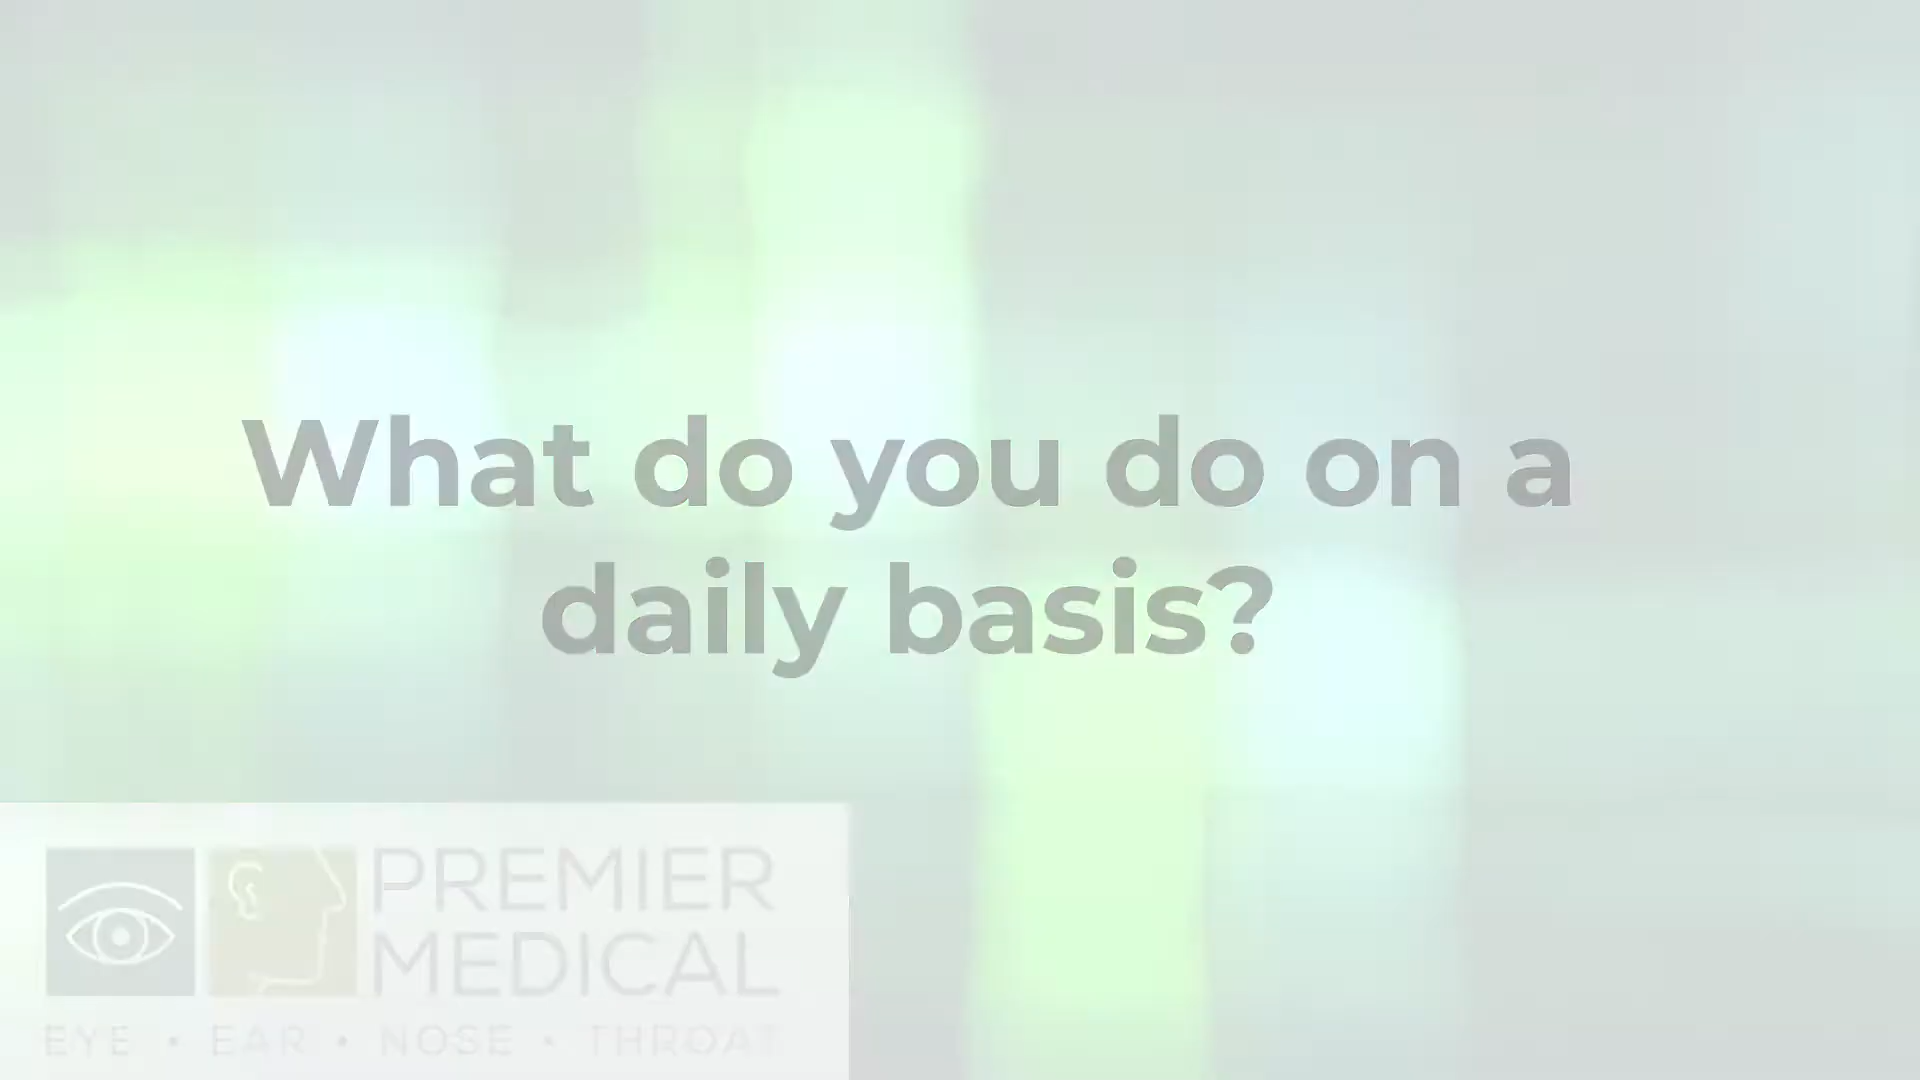 What do you do on a
daily basis?
PREMIER
MEDICAL
EYE • EAR • NOSE • THROAT